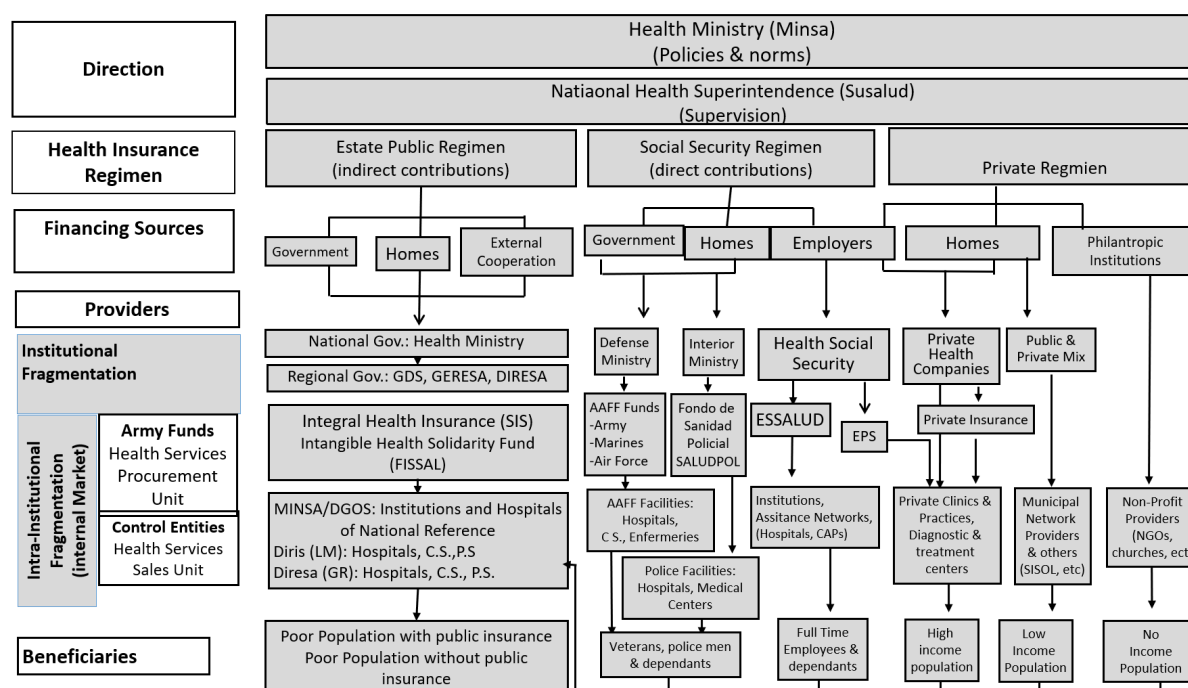 Direction
Health Ministry (Minsa)
(Policies & norms)
Natiaonal Health Superintendence (Susalud)
(Supervision)
Health Insurance
Regimen
Estate Public Regimen
(indirect contributions)
Social Security Regimen
(direct contributions)
Private Regmien
Financing Sources
Government
Homes
External
Cooperation
Government
Homes
Employers
Homes
Philantropic
Institutions
Providers
Institutional
Fragmentation
National Gov.: Health Ministry
Regional Gov.: GDS, GERESA, DIRESA
Defense
Ministry
Interior
Ministry
Health Social
Security
Private
Health
Companies
Public &
Private Mix
Intra-Institutional
Fragmentation
(internal Market)
Army Funds
Health Services
Procurement
Unit
Control Entities
Health Services
Sales Unit
Integral Health Insurance (SIS)
Intangible Health Solidarity Fund
(FISSAL)
AAFF Funds
-Army
-Marines
-Air Force
Fondo de
Sanidad
Policial
SALUDPOL
ESSALUD
EPS
Private Insurance
MINSA/DGOS: Institutions and Hospitals
of National Reference
Diris (LM): Hospitals, C.S.,P.S
Diresa (GR): Hospitals, C.S., P.S.
AAFF Facilities:
Hospitals,
C S., Enfermeries
Police Facilities:
Hospitals, Medical
Centers
Institutions,
Assitance Networks,
(Hospitals, CAPs)
Private Clinics &
Practices,
Diagnostic &
treatment
centers
Municipal
Network
Providers
& others
(SISOL, etc)
Non-Profit
Providers
(NGOs,
churches, ect
Beneficiaries
Poor Population with public insurance
Poor Population without public
insurance
Veterans, police men
& dependants
Full Time
Employees &
dependants
High
income
population
Low
Income
Population
No
Income
Population